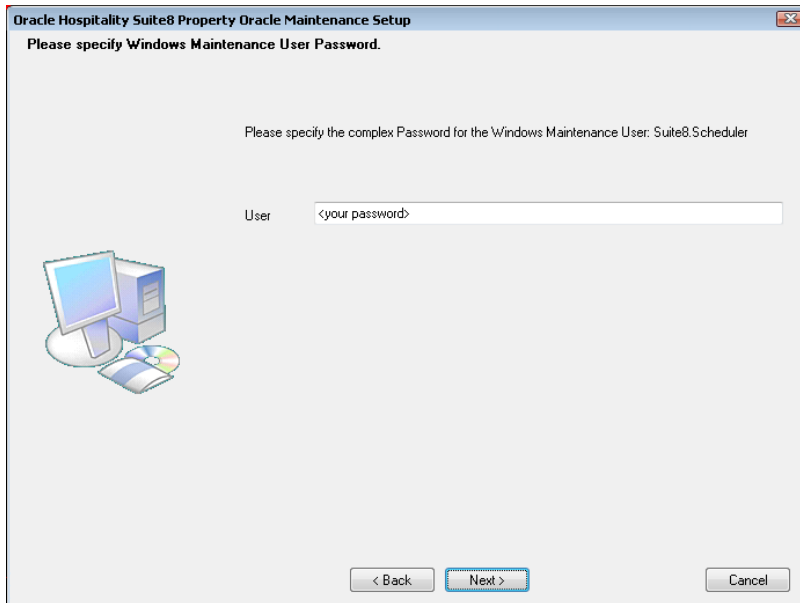 Oracle Hospitality Suite8 Property Oracle Maintenance Setup
Please specify Windows Maintenance User Password.
Please specify the complex Password for the Windows Maintenance User: Suite8.Scheduler
User <your password>
< Back Next > Cancel